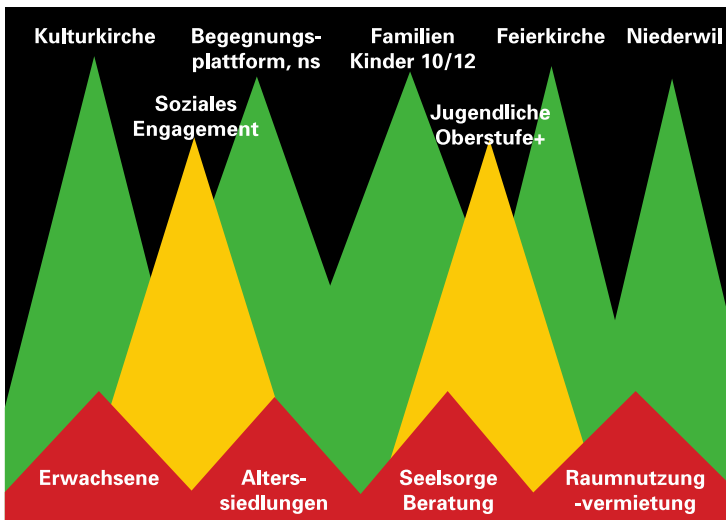 Kulturkirche
Begegnungs-
plattform, ns
Familien
Kinder 10/12
Feierkirche
Niederwil
Soziales
Engagement
Jugendliche
Oberstufe+
Erwachsene
Alters-
siedlungen
Seelsorge
Beratung
Raumnutzung
-vermietung